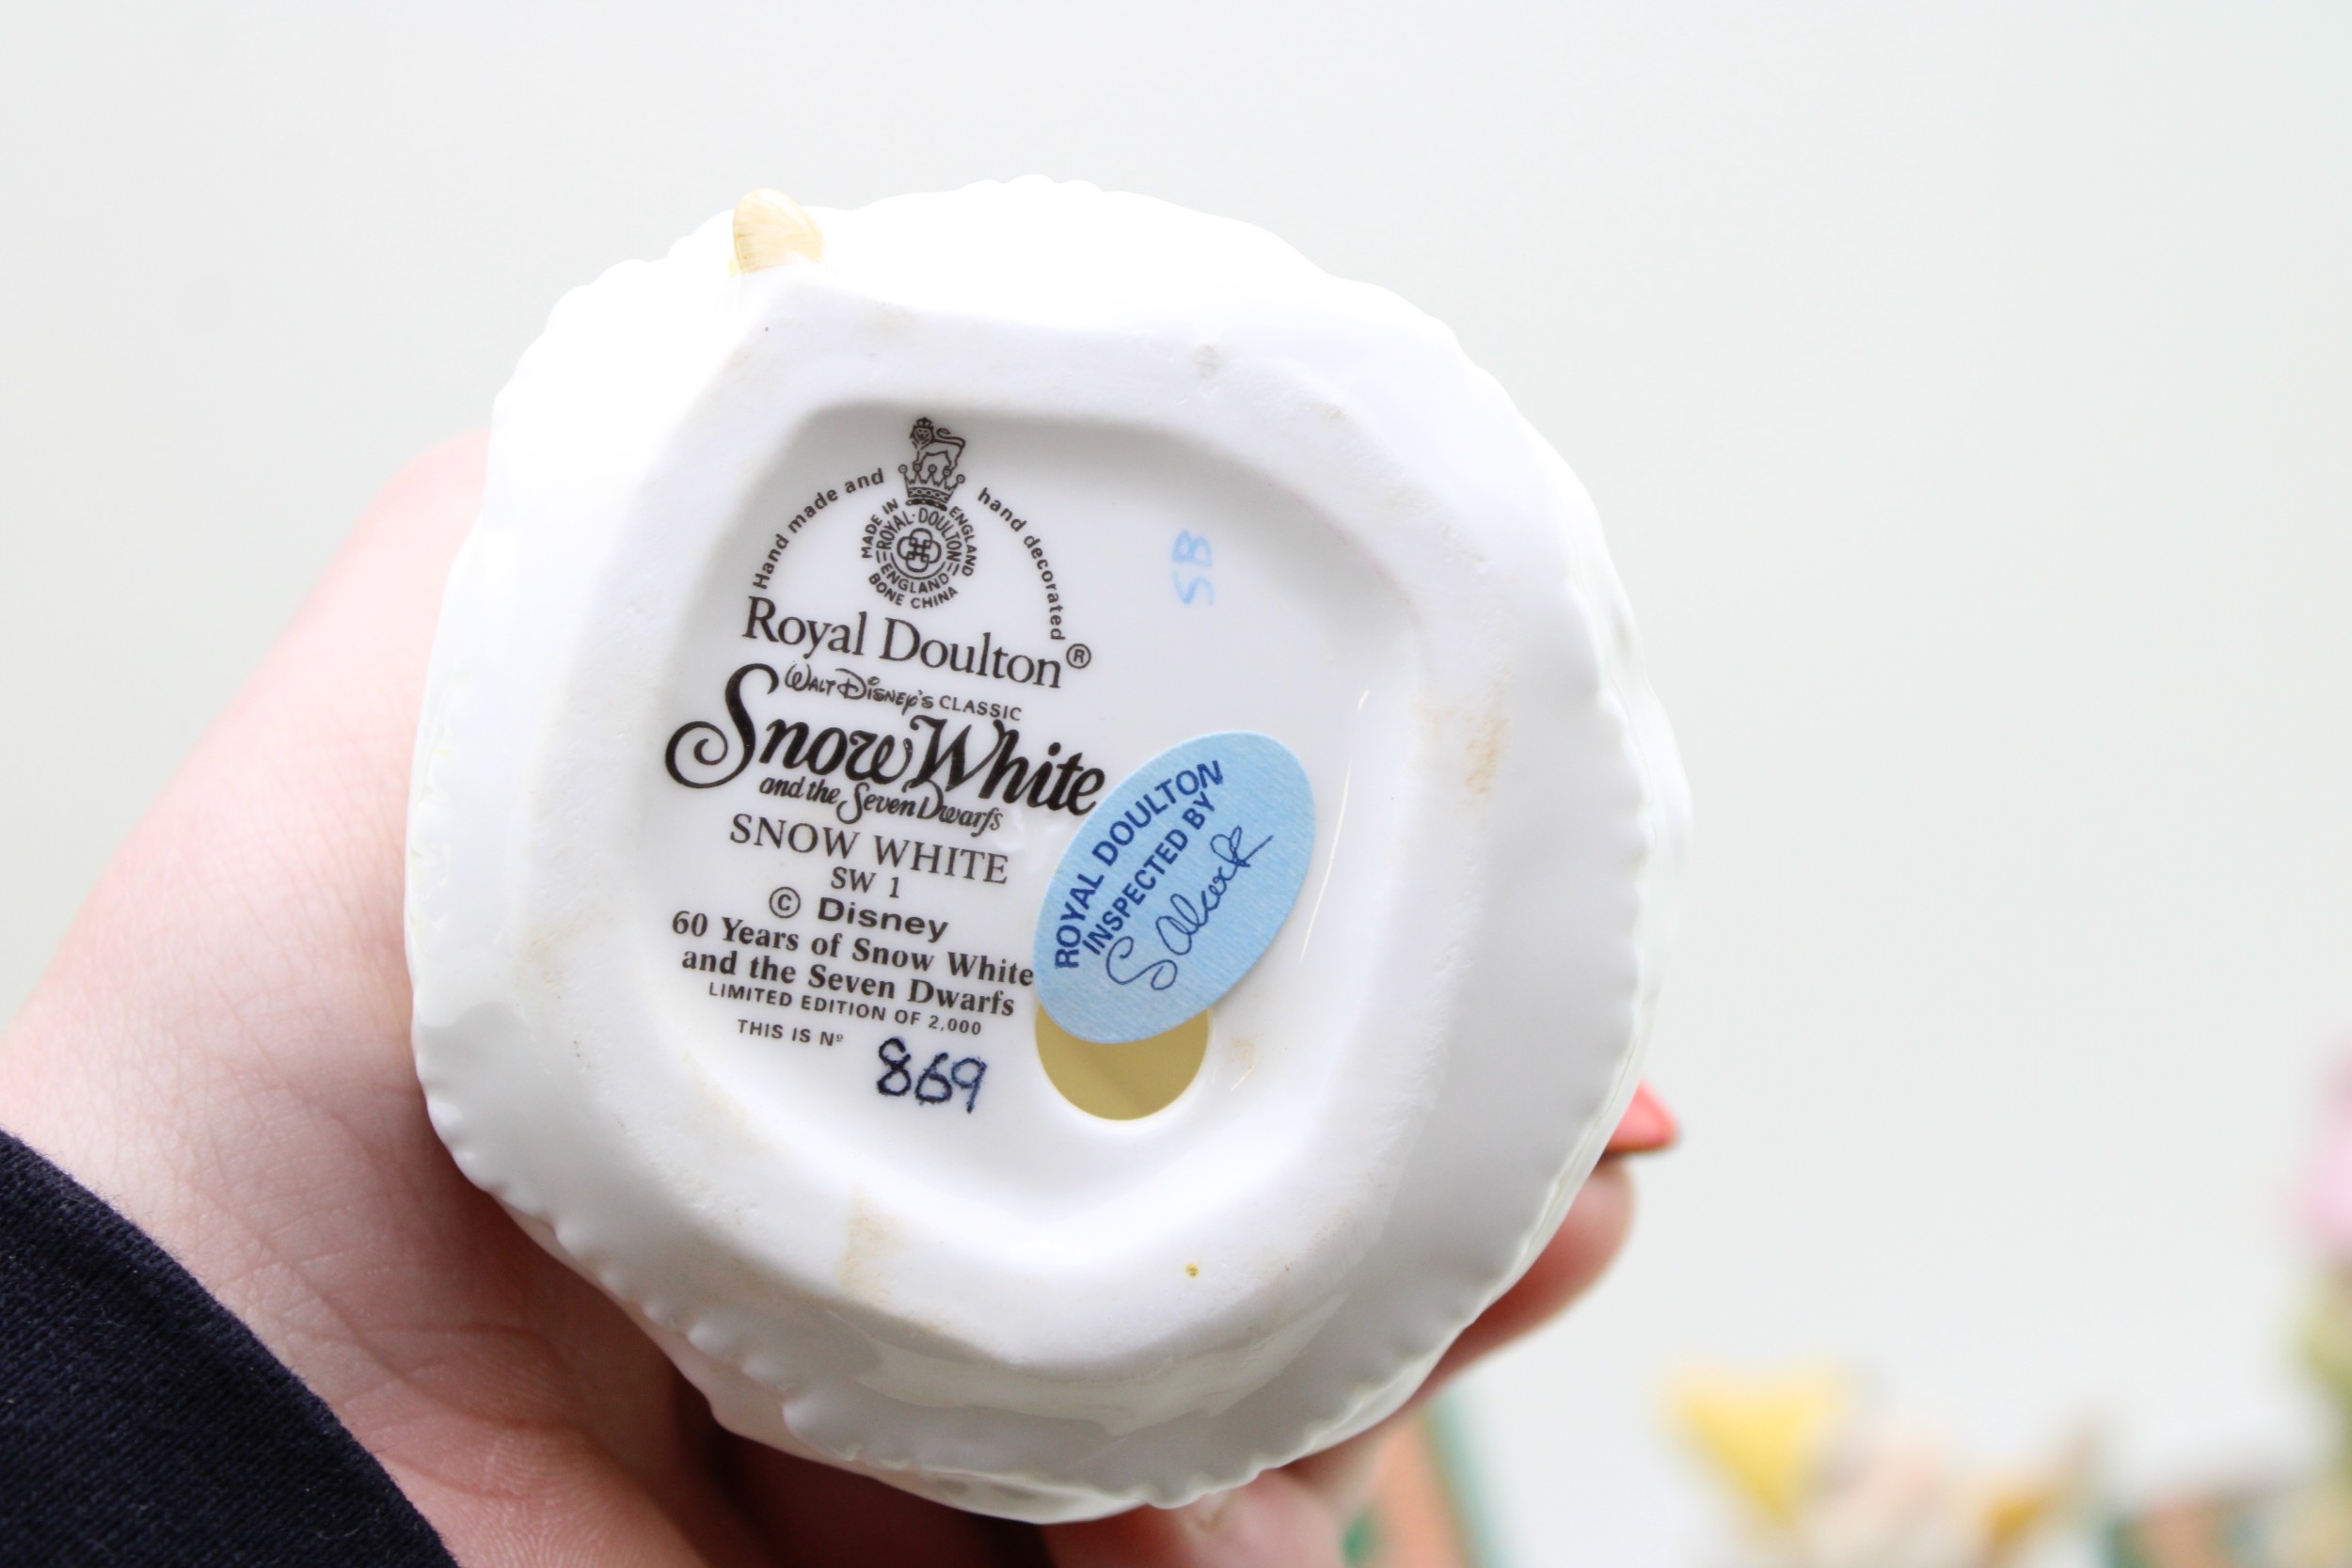 Hand made and hand decorated
MADE IN ENGLAND
ROYAL·DOULTON
ENGLAND
BONE CHINA
Royal Doulton®
WALT DISNEY'S CLASSIC
Snow White
and the Seven Dwarfs
SNOW WHITE
SW 1
© Disney
60 Years of Snow White
and the Seven Dwarfs
LIMITED EDITION OF 2,000
THIS IS Nº 869
SB
ROYAL DOULTON
INSPECTED BY
S Alcock